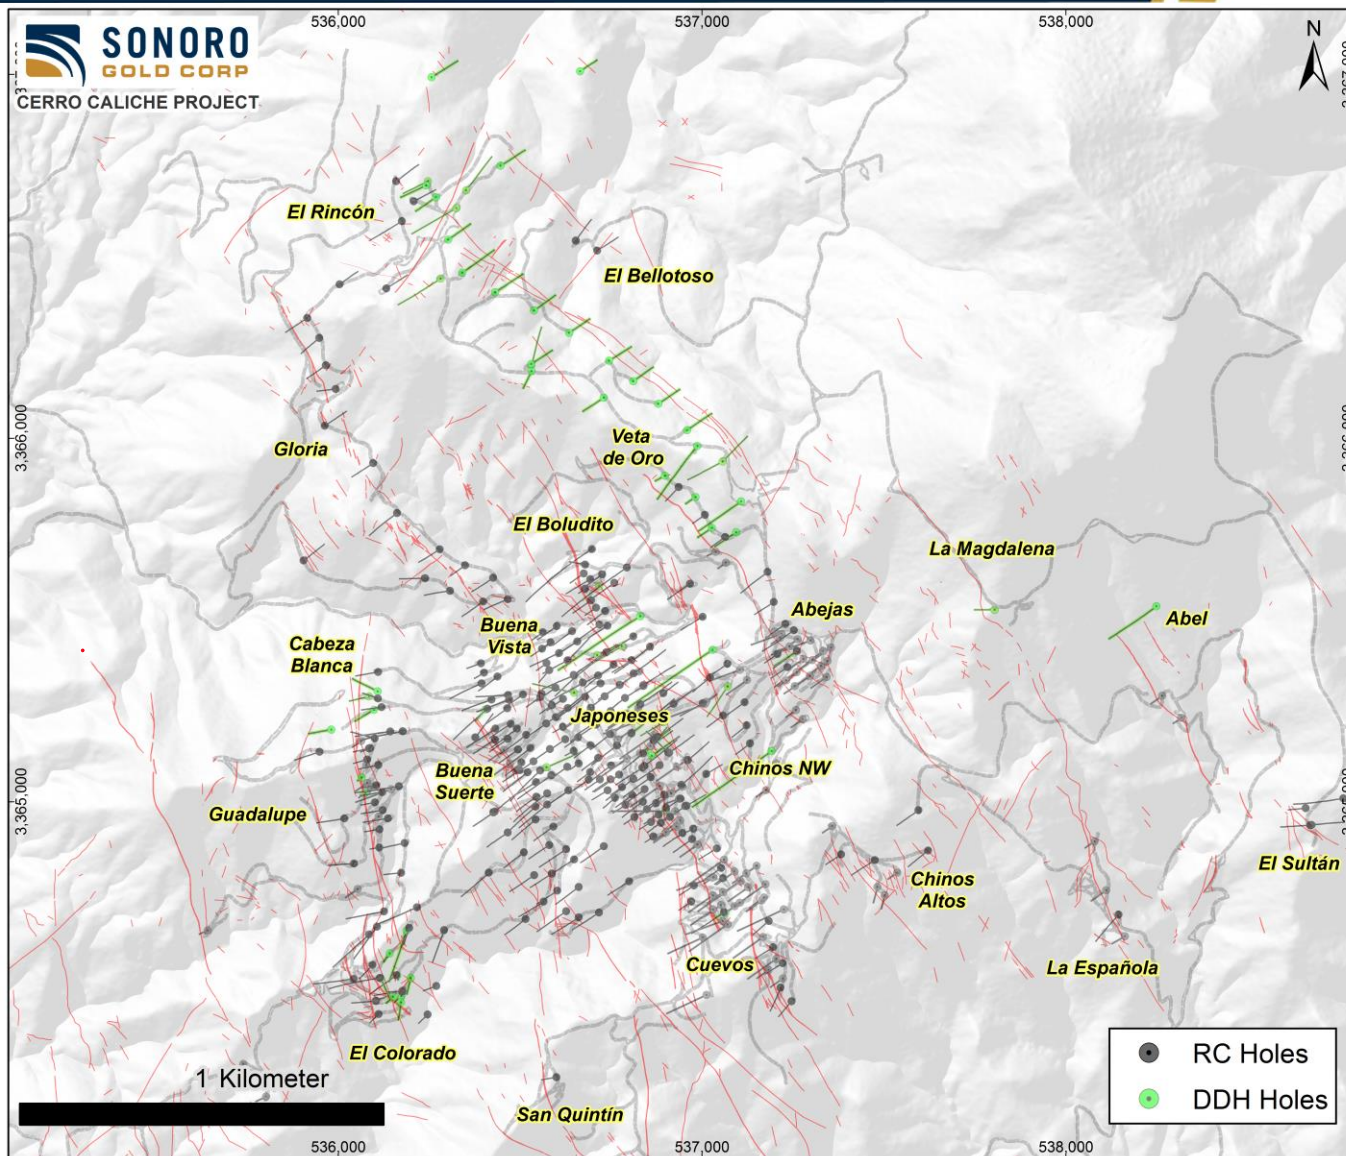 536,000
537,000
538,000
SONORO
GOLD CORP
CERRO CALICHE PROJECT
N
El Rincón
El Bellotoso
3,366,000
Gloria
Veta
de Oro
El Boludito
La Magdalena
Abejas
Abel
Buena
Vista
Cabeza
Blanca
Japoneses
Chinos NW
Buena
Suerte
3,365,000
Guadalupe
El Sultán
Chinos
Altos
Cuevos
La Española
El Colorado
RC Holes
DDH Holes
1 Kilometer
San Quintín
536,000
537,000
538,000